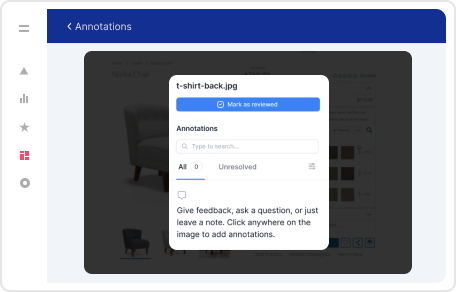 Annotations
t-shirt-back.jpg
Mark as reviewed
Annotations
Type to search...
All 0 Unresolved
Give feedback, ask a question, or just
leave a note. Click anywhere on the
image to add annotations.